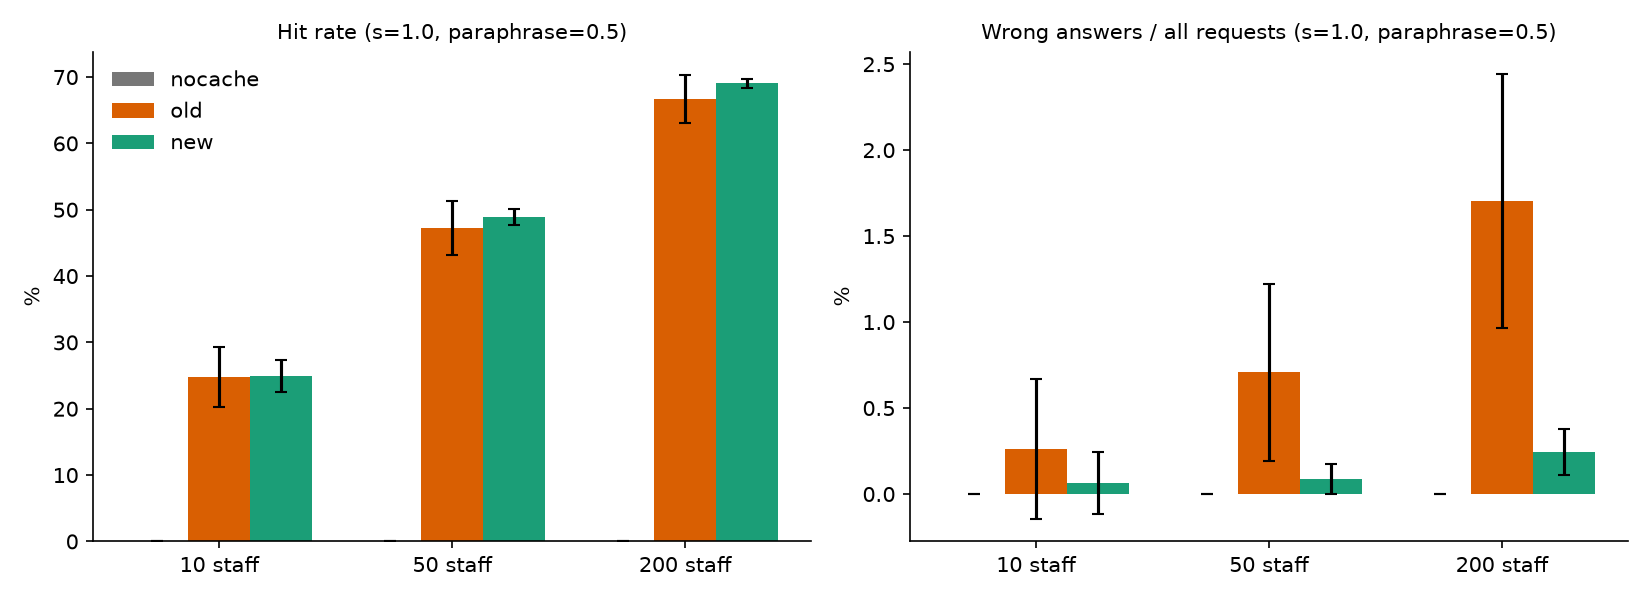 Hit rate (s=1.0, paraphrase=0.5)
%
70
60
50
40
30
20
10
0
nocache
old
new
10 staff
50 staff
200 staff
Wrong answers / all requests (s=1.0, paraphrase=0.5)
%
2.5
2.0
1.5
1.0
0.5
0.0
10 staff
50 staff
200 staff